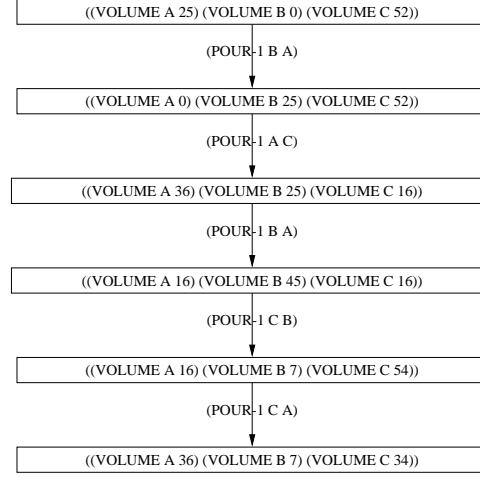 ((VOLUME A 25) (VOLUME B 0) (VOLUME C 52))
(POUR-1 B A)
((VOLUME A 0) (VOLUME B 25) (VOLUME C 52))
(POUR-1 A C)
((VOLUME A 36) (VOLUME B 25) (VOLUME C 16))
(POUR-1 B A)
((VOLUME A 16) (VOLUME B 45) (VOLUME C 16))
(POUR-1 C B)
((VOLUME A 16) (VOLUME B 7) (VOLUME C 54))
(POUR-1 C A)
((VOLUME A 36) (VOLUME B 7) (VOLUME C 34))